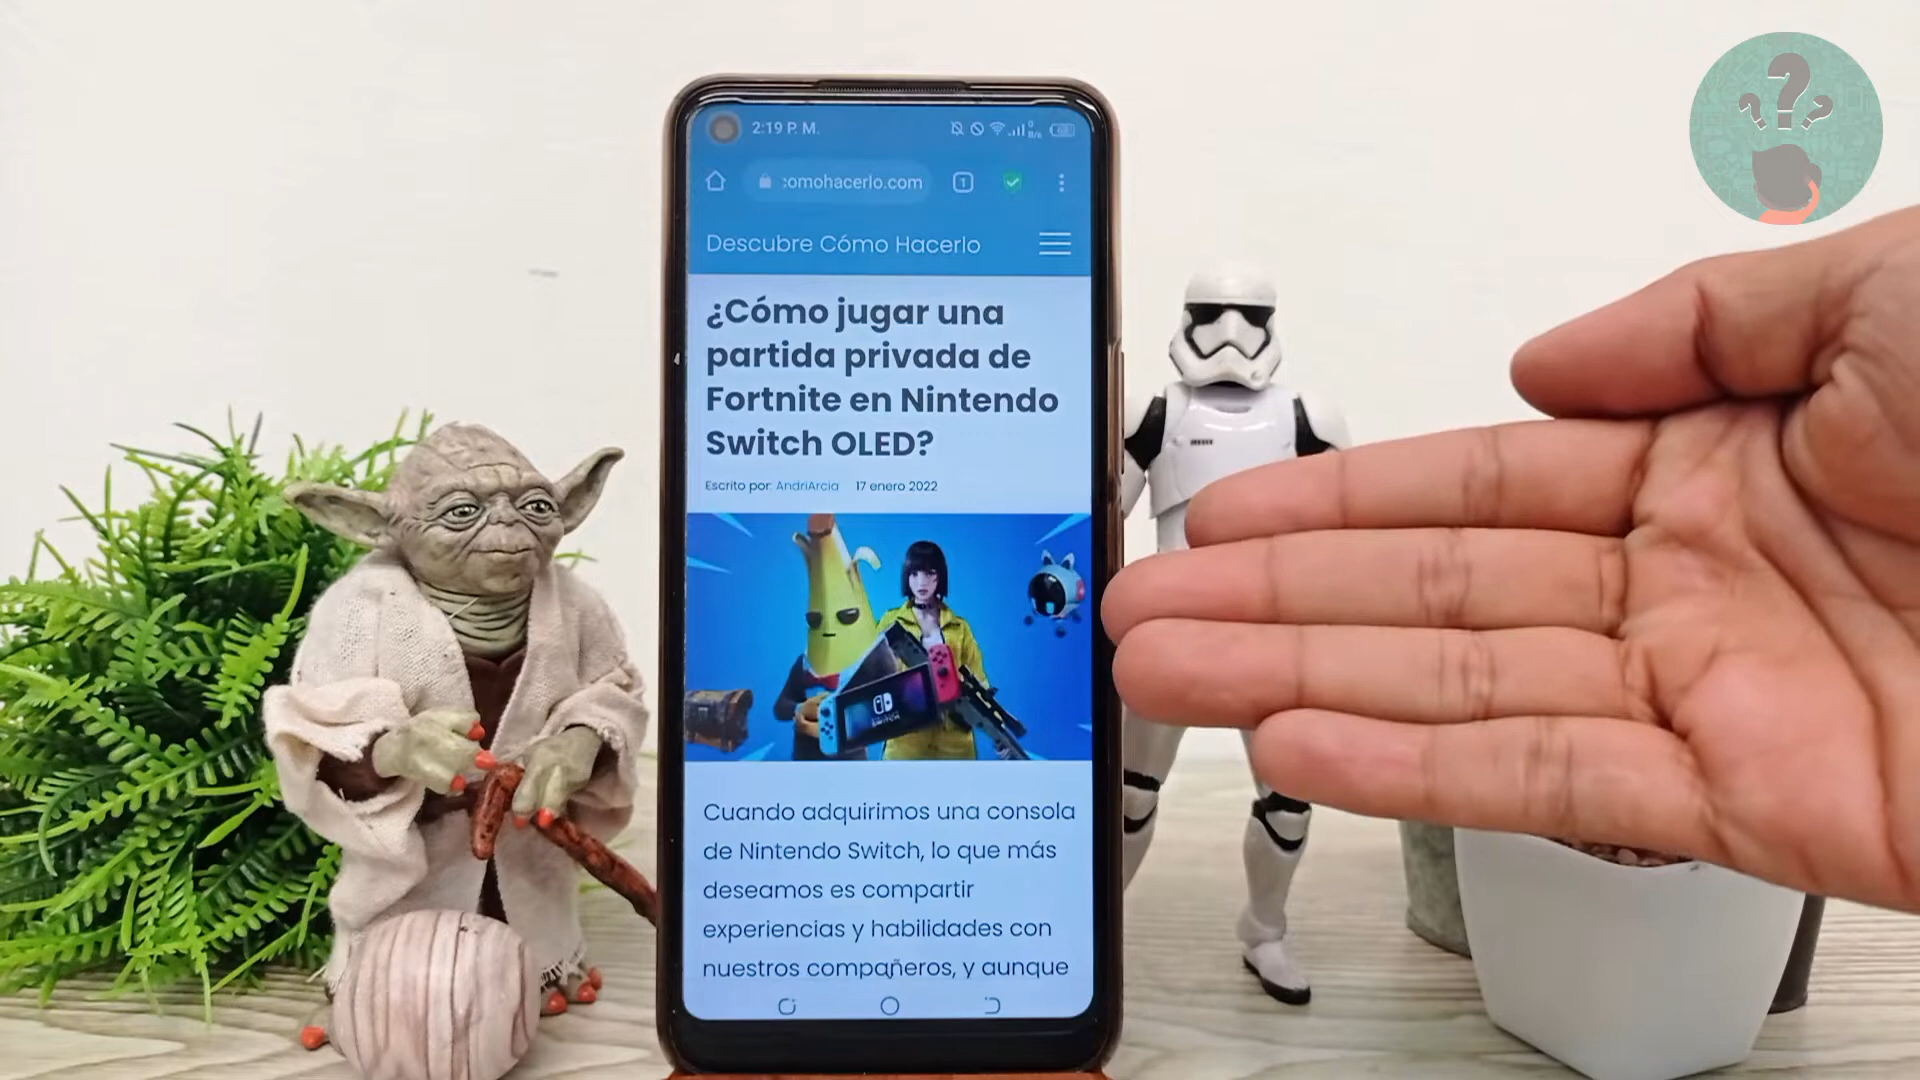 2:19 P. M.
:omohacerlo.com
1
Descubre Cómo Hacerlo
¿Cómo jugar una
partida privada de
Fortnite en Nintendo
Switch OLED?
Escrito por: AndriArcia 17 enero 2022
Cuando adquirimos una consola
de Nintendo Switch, lo que más
deseamos es compartir
experiencias y habilidades con
nuestros compañeros, y aunque